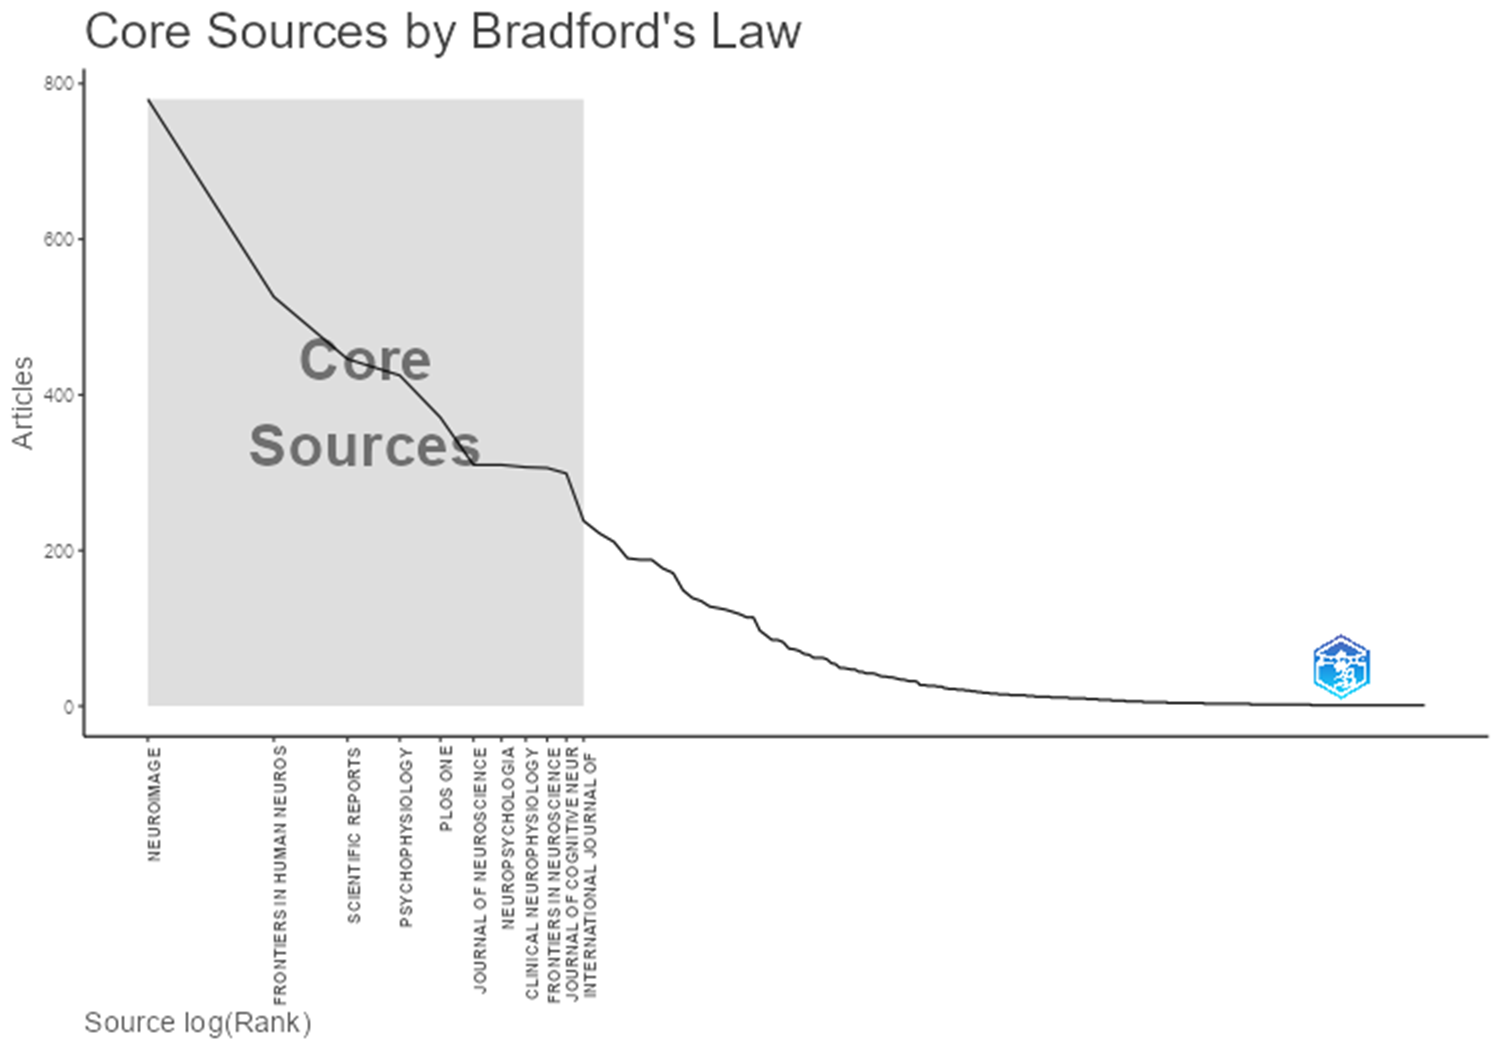 Core Sources by Bradford's Law
800
600
400
200
0
Articles
Core
Sources
NEUROIMAGE
FRONTIERS IN HUMAN NEUROS
SCIENTIFIC REPORTS
PSYCHOPHYSIOLOGY
PLOS ONE
JOURNAL OF NEUROSCIENCE
NEUROPSYCHOLOGIA
CLINICAL NEUROPHYSIOLOGY
FRONTIERS IN NEUROSCIENCE
JOURNAL OF COGNITIVE NEUR
INTERNATIONAL JOURNAL OF
Source log(Rank)